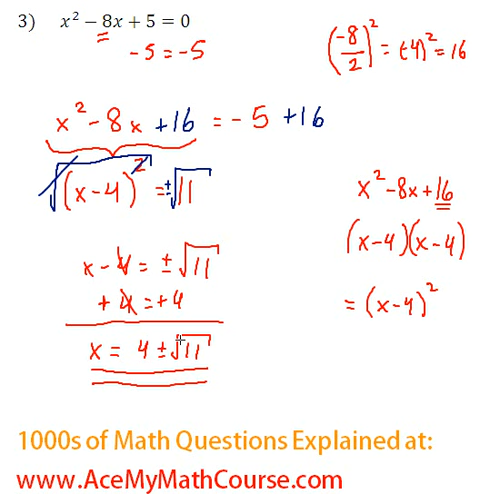 3) x² − 8x + 5 = 0
= -5 = -5
(-8/2)² = (-4)² = 16
x² - 8x + 16 = -5 + 16
√(x-4)² = ±√11
x² - 8x + 16
(x-4)(x-4)
= (x-4)²
x - 4 = ±√11
+ 4 = +4
x = 4 ± √11
1000s of Math Questions Explained at:
www.AceMyMathCourse.com